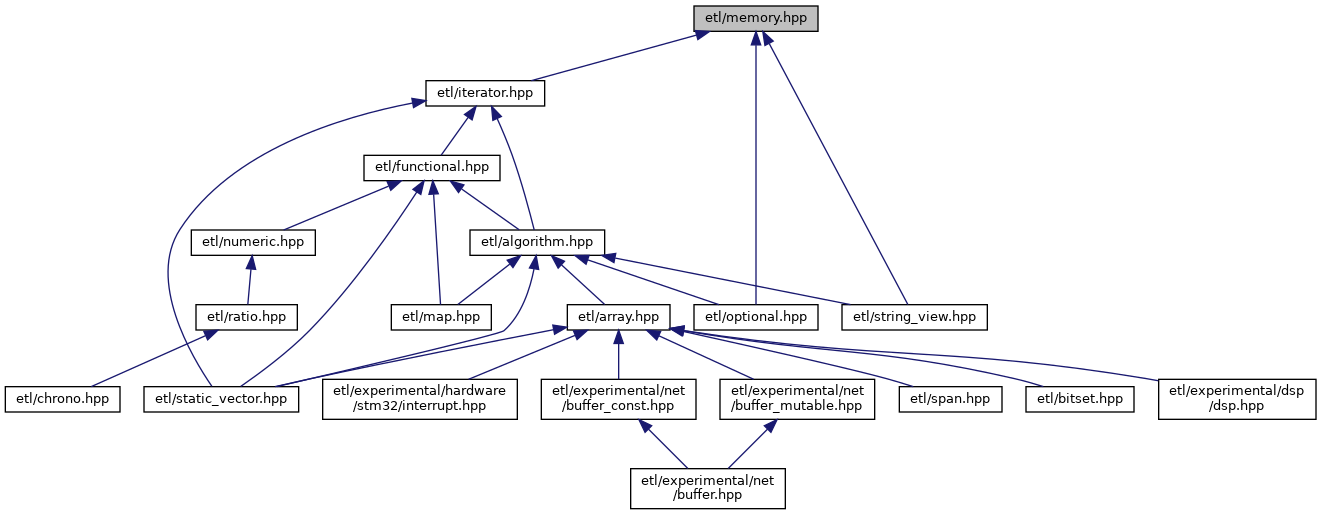 etl/memory.hpp
etl/iterator.hpp
etl/functional.hpp
etl/numeric.hpp
etl/algorithm.hpp
etl/ratio.hpp
etl/map.hpp
etl/array.hpp
etl/optional.hpp
etl/string_view.hpp
etl/chrono.hpp
etl/static_vector.hpp
etl/experimental/hardware
/stm32/interrupt.hpp
etl/experimental/net
/buffer_const.hpp
etl/experimental/net
/buffer_mutable.hpp
etl/span.hpp
etl/bitset.hpp
etl/experimental/dsp
/dsp.hpp
etl/experimental/net
/buffer.hpp